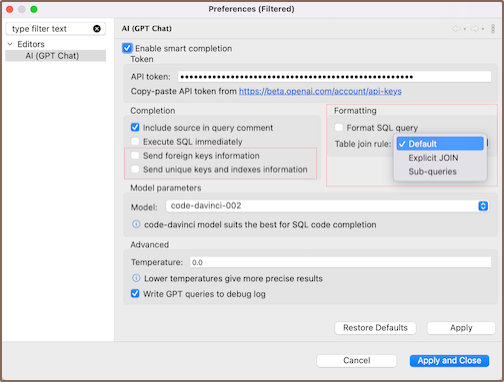 Preferences (Filtered)
type filter text
Editors
AI (GPT Chat)
AI (GPT Chat)
Enable smart completion
Token
API token: ●●●●●●●●●●●●●●●●●●●●●●●●●●●●●●●●●●●●●●●●●●●●●●●●●●●
Copy-paste API token from https://beta.openai.com/account/api-keys
Completion
Include source in query comment
Execute SQL immediately
Send foreign keys information
Send unique keys and indexes information
Formatting
Format SQL query
Table join rule:
Default
Explicit JOIN
Sub-queries
Model parameters
Model: code-davinci-002
code-davinci model suits the best for SQL code completion
Advanced
Temperature: 0.0
Lower temperatures give more precise results
Write GPT queries to debug log
Restore Defaults Apply
Cancel Apply and Close